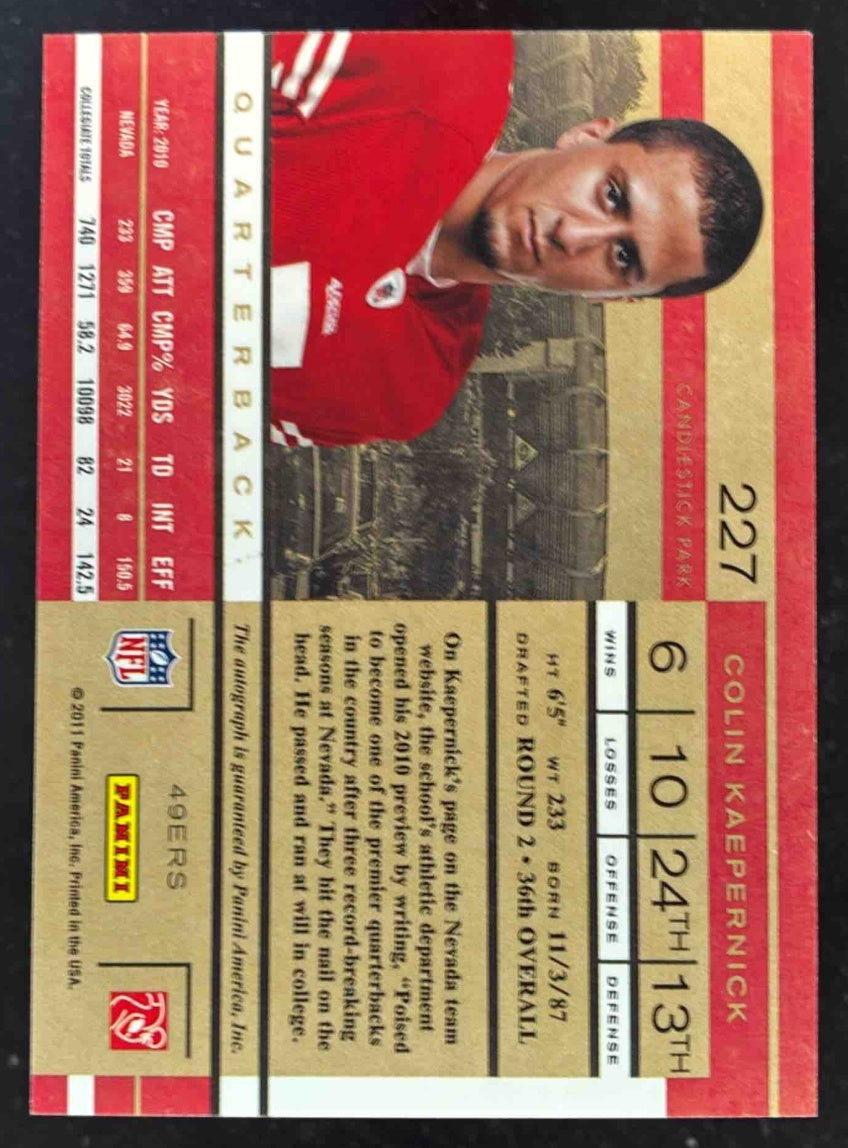 227
COLIN KAEPERNICK
CANDLESTICK PARK
6 10 24TH 13TH
WINS LOSSES OFFENSE DEFENSE
HT 6'5" WT 233 BORN 11/3/87
DRAFTED ROUND 2 • 36th OVERALL
On Kaepernick's page on the Nevada team
website, the school's athletic department
opened his 2010 preview by writing, "Poised
to become one of the premier quarterbacks
in the country after three record-breaking
seasons at Nevada." They hit the nail on the
head. He passed and ran at will in college.
QUARTERBACK
The autograph is guaranteed by Panini America, Inc.
YEAR: 2010 CMP ATT CMP% YDS TD INT EFF
NEVADA 233 359 64.9 3022 21 8 150.5
COLLEGIATE TOTALS 740 1271 58.2 10098 82 24 142.5
49ERS
NFL
PANINI
© 2011 Panini America, Inc. Printed in the USA.